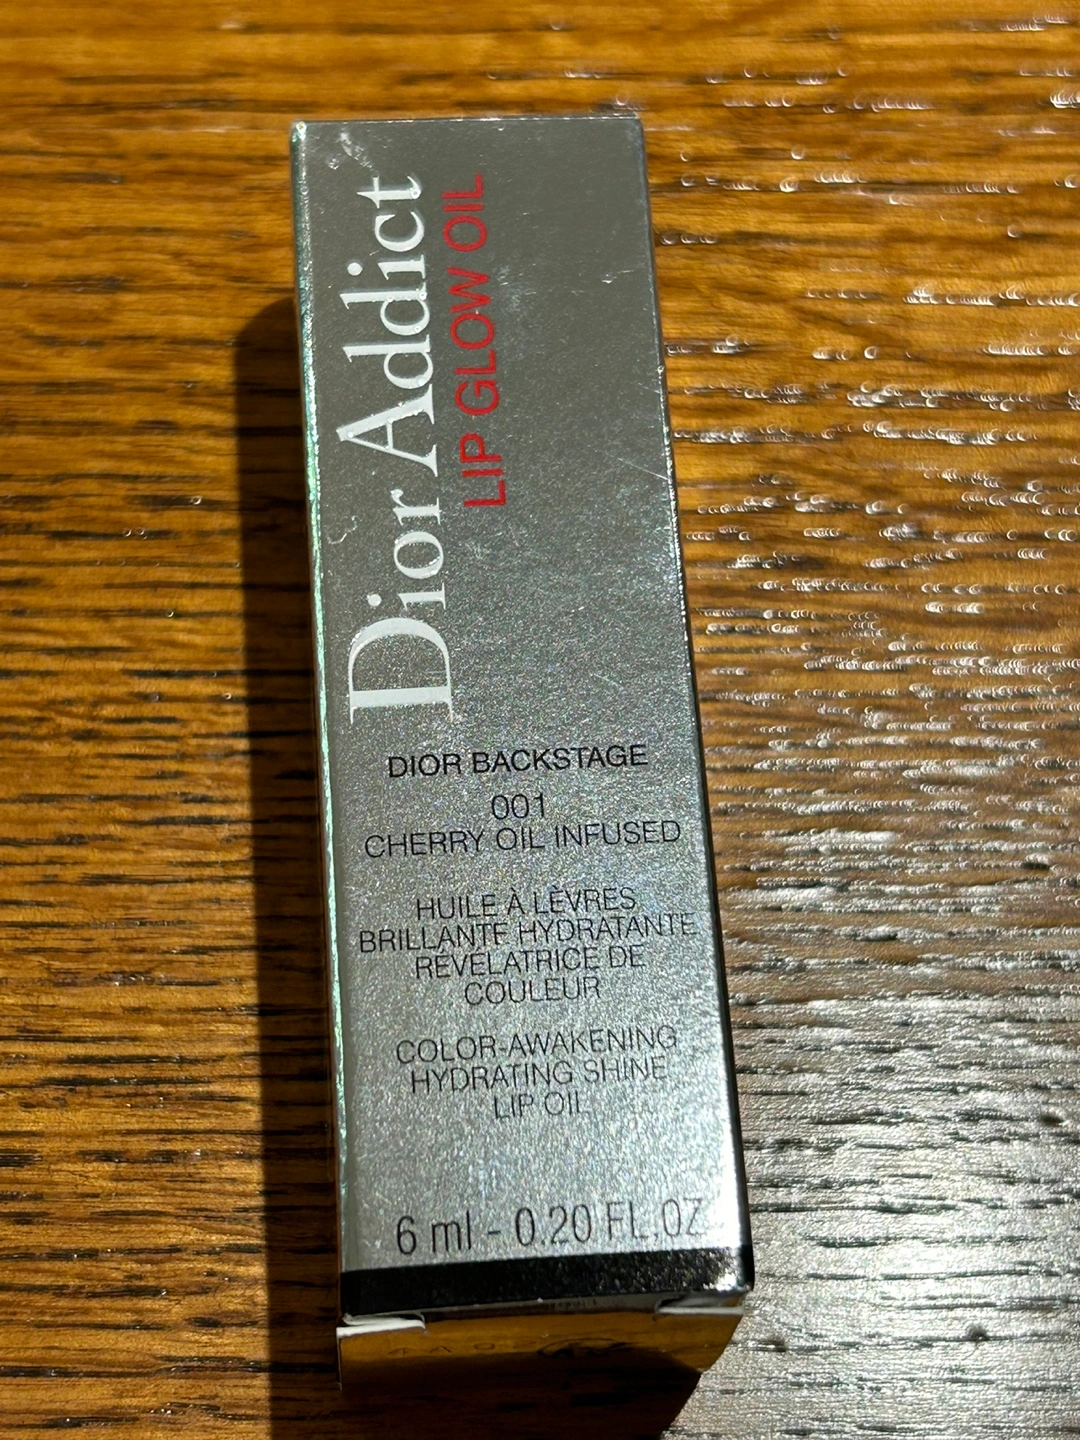 Dior Addict
LIP GLOW OIL
DIOR BACKSTAGE
001
CHERRY OIL INFUSED
HUILE À LÈVRES
BRILLANTE HYDRATANTE
RÉVÉLATRICE DE
COULEUR
COLOR-AWAKENING
HYDRATING SHINE
LIP OIL
6 ml - 0.20 FL.OZ